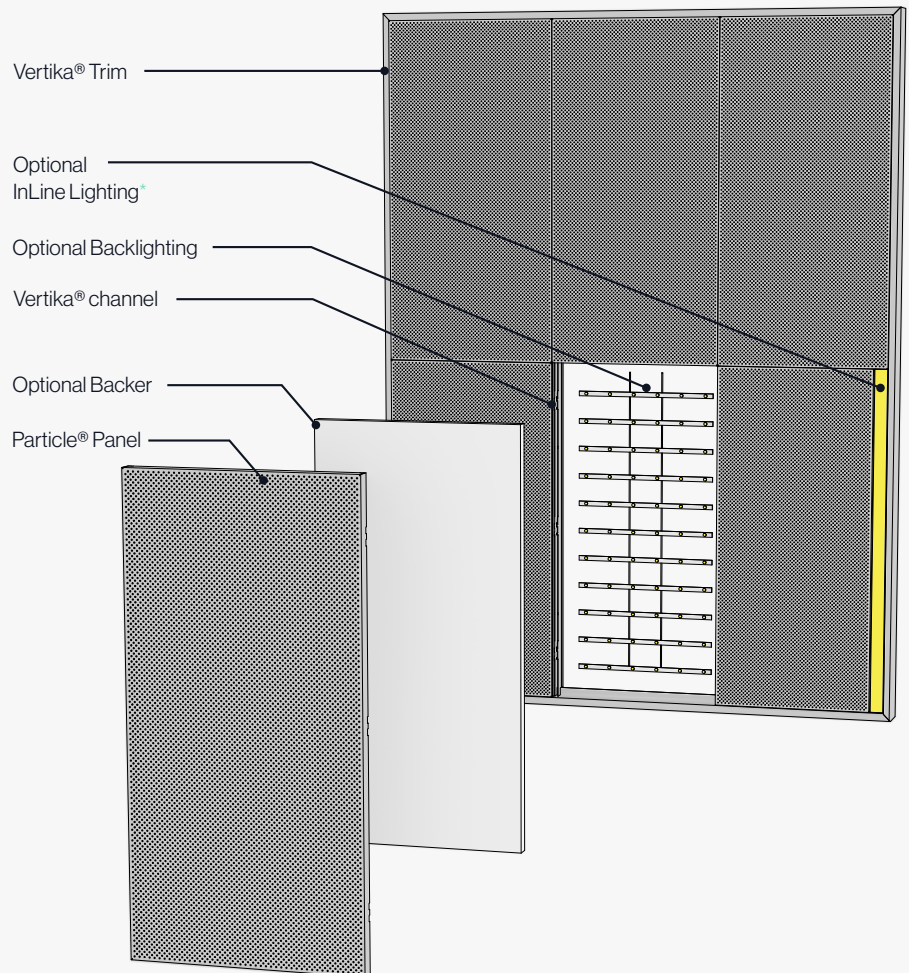 Vertika® Trim
Optional
InLine Lighting*
Optional Backlighting
Vertika® channel
Optional Backer
Particle® Panel